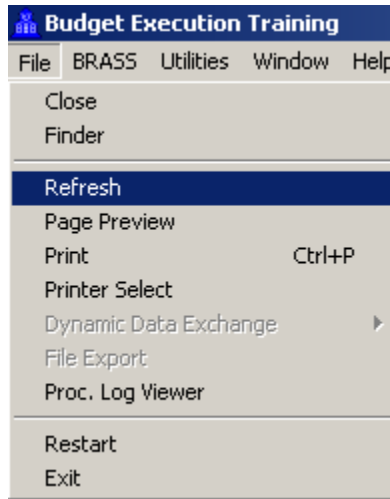 Budget Execution Training
File BRASS Utilities Window Help
Close
Finder
Refresh
Page Preview
Print Ctrl+P
Printer Select
Dynamic Data Exchange
File Export
Proc. Log Viewer
Restart
Exit